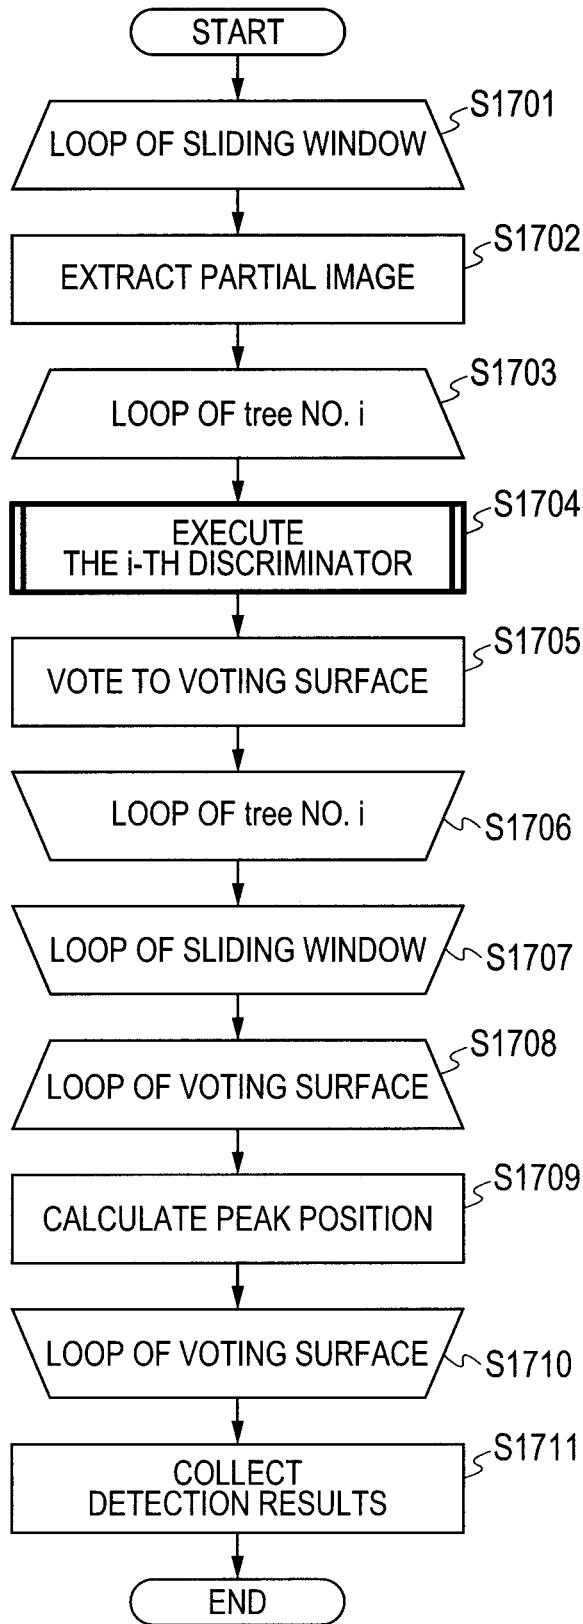 START
S1701
LOOP OF SLIDING WINDOW
S1702
EXTRACT PARTIAL IMAGE
S1703
LOOP OF tree NO. i
S1704
EXECUTE
THE i-TH DISCRIMINATOR
S1705
VOTE TO VOTING SURFACE
LOOP OF tree NO. i
S1706
LOOP OF SLIDING WINDOW
S1707
S1708
LOOP OF VOTING SURFACE
S1709
CALCULATE PEAK POSITION
LOOP OF VOTING SURFACE
S1710
S1711
COLLECT
DETECTION RESULTS
END